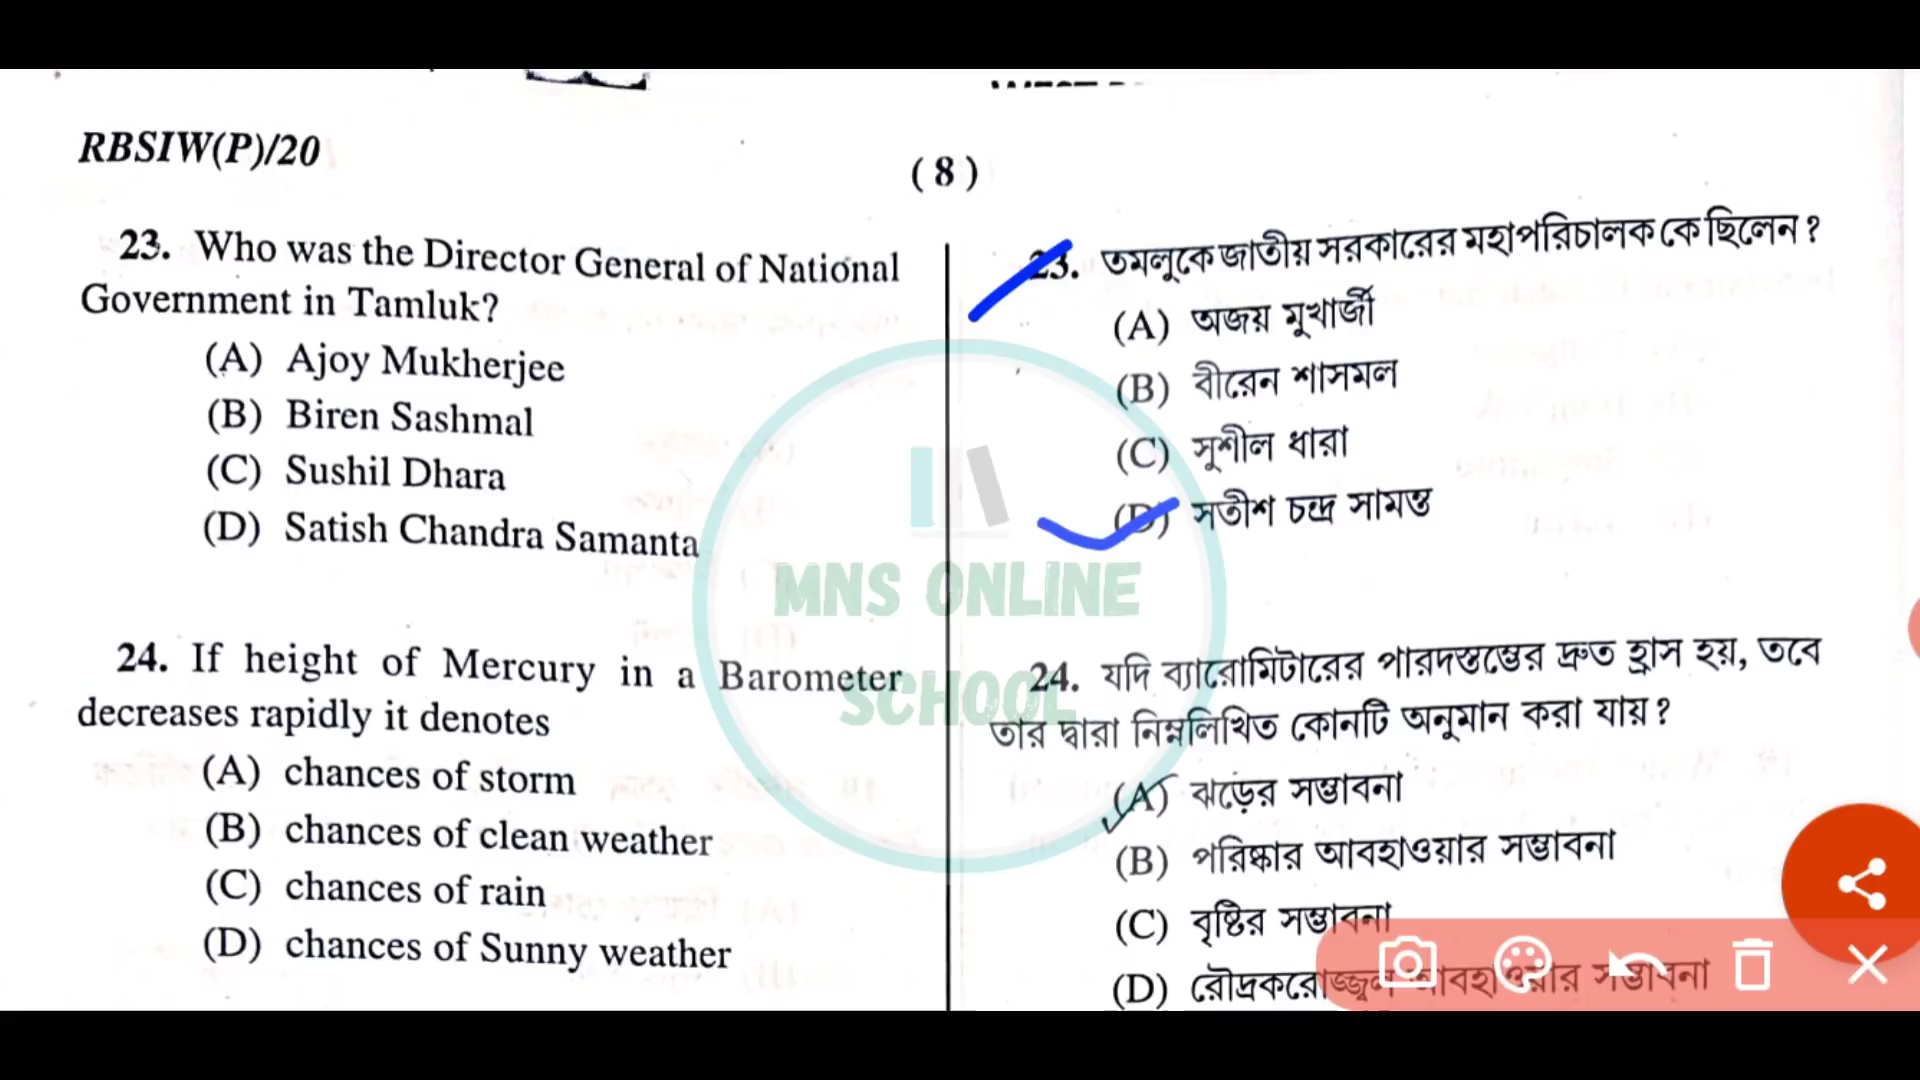 RBSIW(P)/20
( 8 )
23. Who was the Director General of National
Government in Tamluk?
(A) Ajoy Mukherjee
(B) Biren Sashmal
(C) Sushil Dhara
(D) Satish Chandra Samanta
24. If height of Mercury in a Barometer
decreases rapidly it denotes
(A) chances of storm
(B) chances of clean weather
(C) chances of rain
(D) chances of Sunny weather
23. তমলুকে জাতীয় সরকারের মহাপরিচালক কে ছিলেন ?
(A) অজয় মুখার্জী
(B) বীরেন শাসমল
(C) সুশীল ধারা
(D) সতীশ চন্দ্র সামন্ত
24. যদি ব্যারোমিটারের পারদস্তম্ভের দ্রুত হ্রাস হয়, তবে
তার দ্বারা নিম্নলিখিত কোনটি অনুমান করা যায় ?
(A) ঝড়ের সম্ভাবনা
(B) পরিষ্কার আবহাওয়ার সম্ভাবনা
(C) বৃষ্টির সম্ভাবনা
(D) রৌদ্রকরোজ্জ্বল আবহাওয়ার সম্ভাবনা
MNS ONLINE
SCHOOL